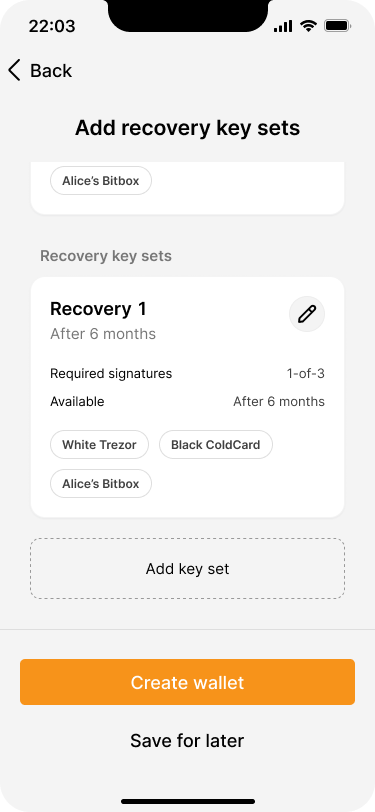 22:03
Back
Add recovery key sets
Alice’s Bitbox
Recovery key sets
Recovery 1
After 6 months
Required signatures 1-of-3
Available After 6 months
White Trezor Black ColdCard
Alice’s Bitbox
Add key set
Create wallet
Save for later